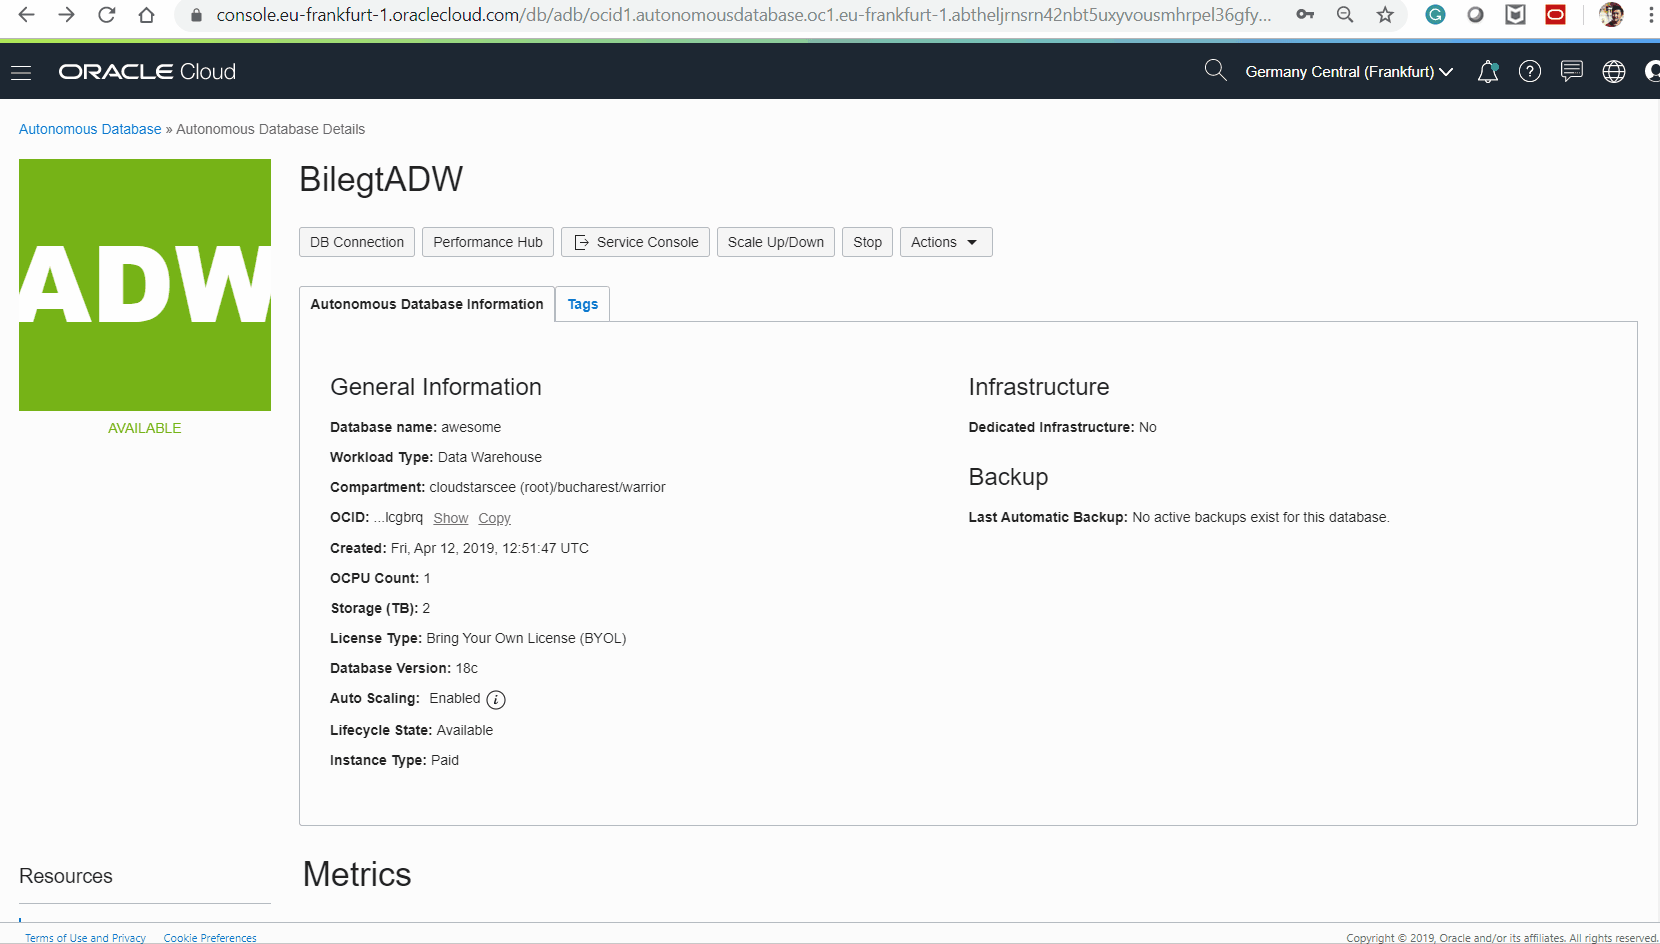 console.eu-frankfurt-1.oraclecloud.com/db/adb/ocid1.autonomousdatabase.oc1.eu-frankfurt-1.abtheljrnsrn42nbt5uxyvousmhrpel36gfy...
ORACLE Cloud
Germany Central (Frankfurt)
Autonomous Database » Autonomous Database Details
ADW
AVAILABLE
BilegtADW
DB Connection Performance Hub Service Console Scale Up/Down Stop Actions
Autonomous Database Information Tags
General Information
Database name: awesome
Workload Type: Data Warehouse
Compartment: cloudstarscee (root)/bucharest/warrior
OCID: ...lcgbrq Show Copy
Created: Fri, Apr 12, 2019, 12:51:47 UTC
OCPU Count: 1
Storage (TB): 2
License Type: Bring Your Own License (BYOL)
Database Version: 18c
Auto Scaling: Enabled i
Lifecycle State: Available
Instance Type: Paid
Infrastructure
Dedicated Infrastructure: No
Backup
Last Automatic Backup: No active backups exist for this database.
Resources
Metrics
Terms of Use and Privacy Cookie Preferences
Copyright © 2019, Oracle and/or its affiliates. All rights reserved.